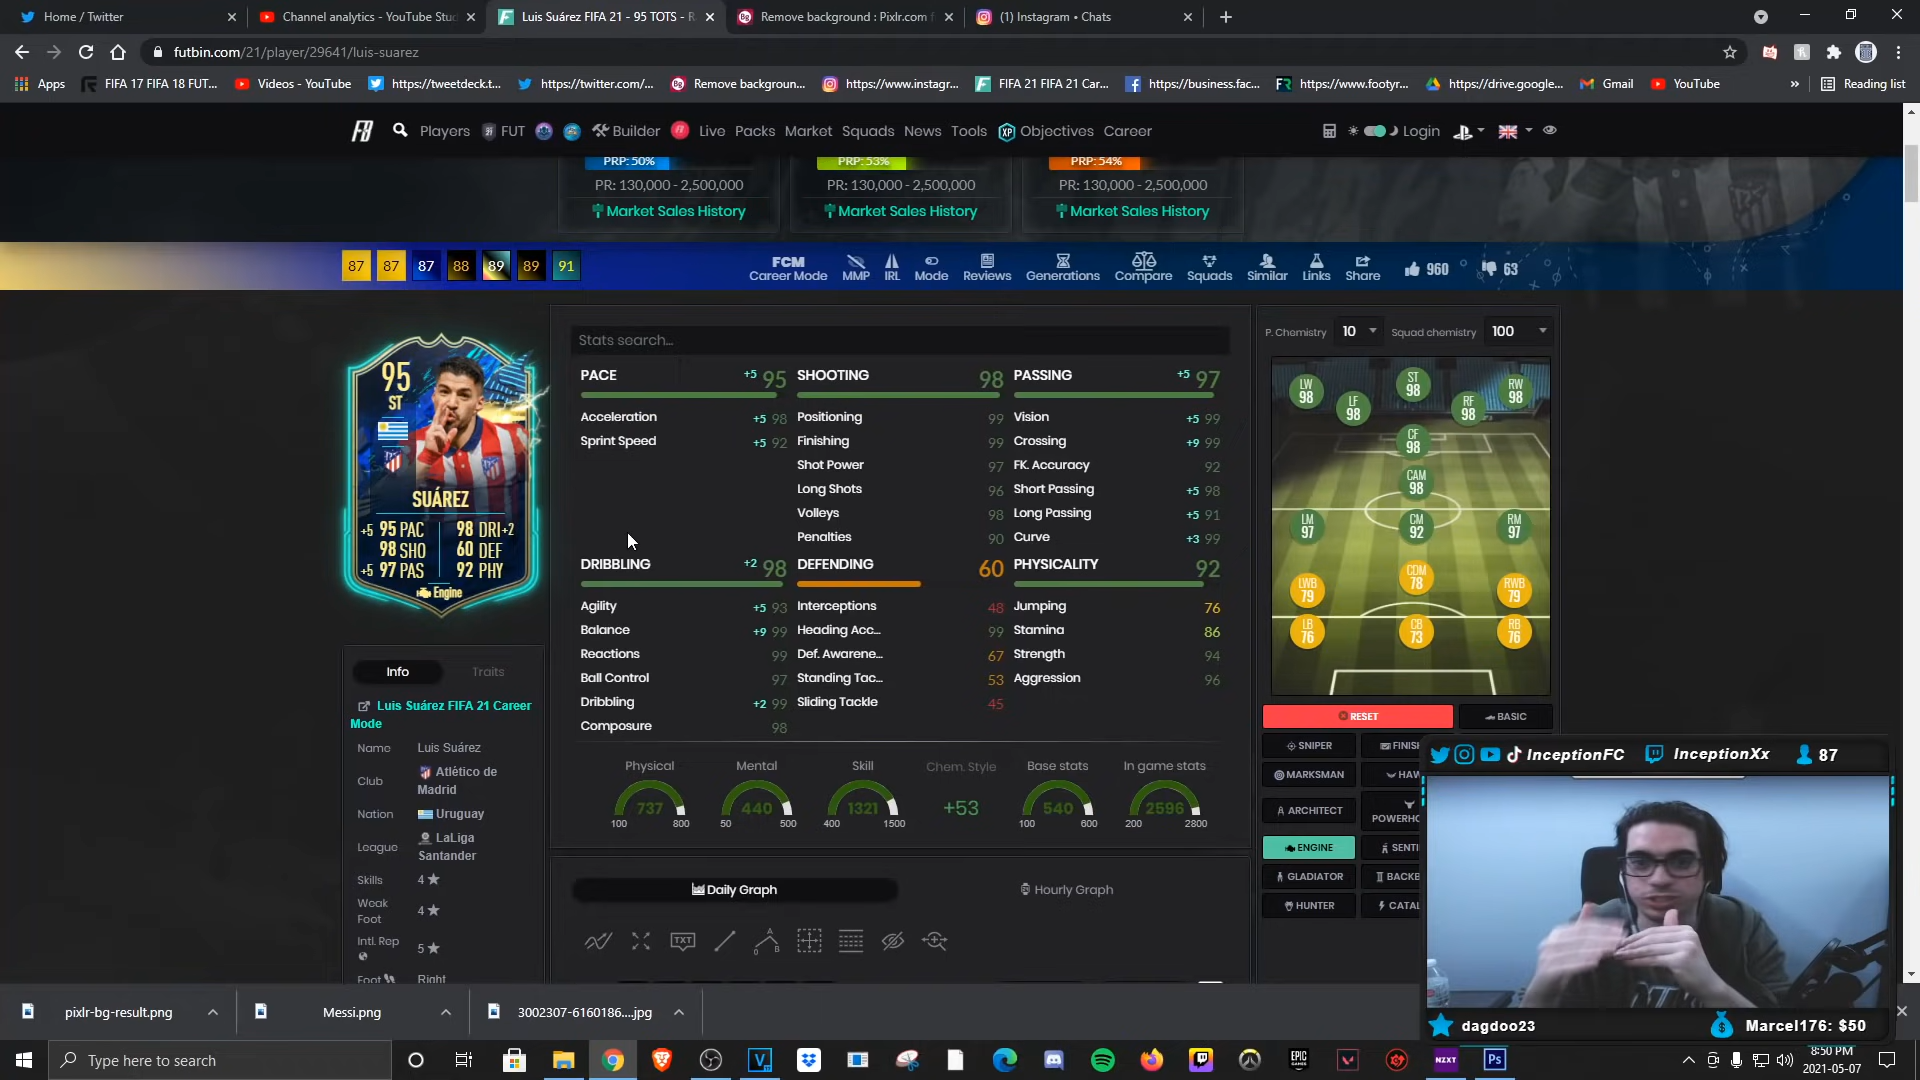 Home / Twitter
Channel analytics - YouTube Stud
Luis Suárez FIFA 21 - 95 TOTS - R
Remove background : Pixlr.com f
(1) Instagram • Chats
futbin.com/21/player/29641/luis-suarez
Apps
FIFA 17 FIFA 18 FUT...
Videos - YouTube
https://tweetdeck.t...
https://twitter.com/...
Remove backgroun...
https://www.instagr...
FIFA 21 FIFA 21 Car...
https://business.fac...
https://www.footyr...
https://drive.google...
Gmail
YouTube
»
Reading list
Players
FUT
Builder
Live
Packs
Market
Squads
News
Tools
XP Objectives
Career
Login
PRP: 50%
PRP: 53%
PRP: 54%
PR: 130,000 - 2,500,000
PR: 130,000 - 2,500,000
PR: 130,000 - 2,500,000
Market Sales History
Market Sales History
Market Sales History
87 87 87 88 89 89 91
FCM
Career Mode
MMP
IRL
Mode
Reviews
Generations
Compare
Squads
Similar
Links
Share
960
63
95
ST
SUÁREZ
+5 95 PAC 98 DRI+2
98 SHO 60 DEF
+5 97 PAS 92 PHY
Engine
Stats search...
PACE +5 95
Acceleration +5 98
Sprint Speed +5 92
SHOOTING 98
Positioning 99
Finishing 99
Shot Power 97
Long Shots 96
Volleys 98
Penalties 90
PASSING +5 97
Vision +5 99
Crossing +9 99
FK. Accuracy 92
Short Passing +5 98
Long Passing +5 91
Curve +3 99
DRIBBLING +2 98
Agility +5 93
Balance +9 99
Reactions 99
Ball Control 97
Dribbling +2 99
Composure 98
DEFENDING 60
Interceptions 48
Heading Acc... 99
Def. Awarene... 67
Standing Tac... 53
Sliding Tackle 45
PHYSICALITY 92
Jumping 76
Stamina 86
Strength 94
Aggression 96
Physical
737
100 800
Mental
440
50 500
Skill
1321
400 1500
Chem. Style
+53
Base stats
540
100 600
In game stats
2596
200 2800
Daily Graph
Hourly Graph
TXT
Info
Traits
Luis Suárez FIFA 21 Career
Mode
Name Luis Suárez
Club Atlético de
Madrid
Nation Uruguay
League LaLiga
Santander
Skills 4
Weak
Foot 4
Intl. Rep 5
Foot Right
P. Chemistry 10
Squad chemistry 100
LW
98
LF
98
ST
98
RF
98
RW
98
CF
98
CAM
98
LM
97
CM
92
RM
97
LWB
79
CDM
78
RWB
79
LB
76
CB
73
RB
76
RESET
BASIC
SNIPER
FINISH
MARKSMAN
HAW
ARCHITECT
POWERHO
ENGINE
SENTI
GLADIATOR
BACKB
HUNTER
CATAL
InceptionFC
InceptionXx
87
dagdoo23
Marcel176: $50
pixlr-bg-result.png
Messi.png
3002307-6160186....jpg
Type here to search
EPIC
GAMES
NZXT
Ps
8:50 PM
2021-05-07